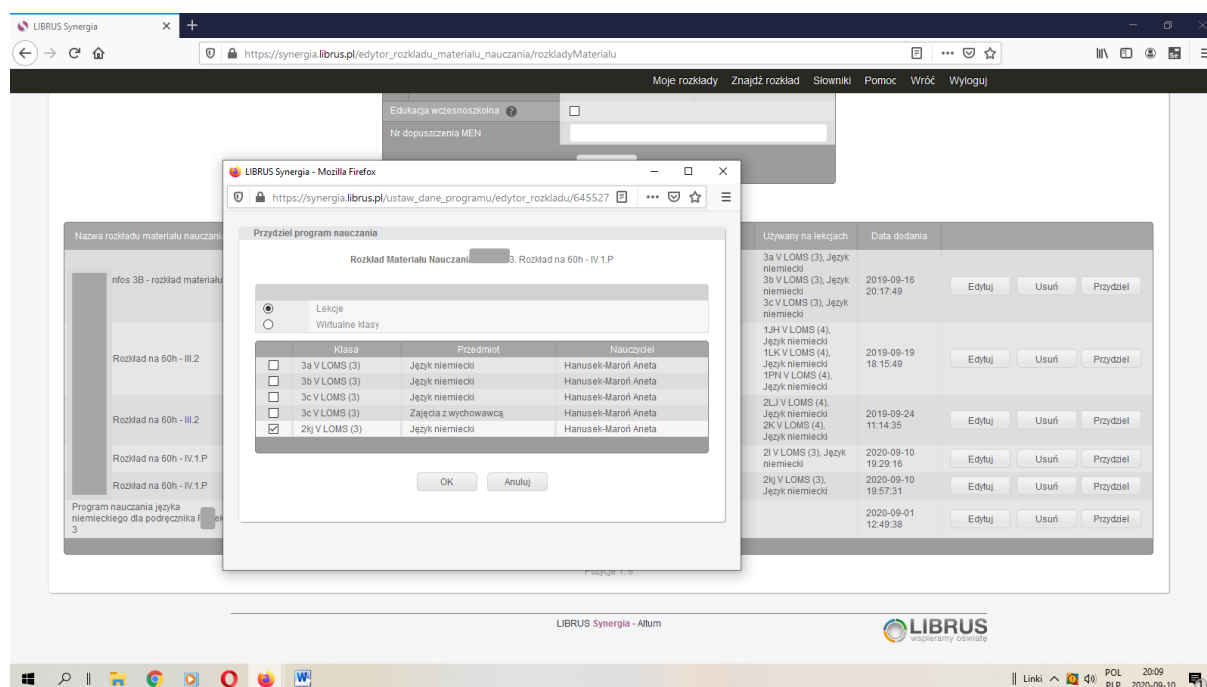 LIBRUS Synergia
https://synergia.librus.pl/edytor_rozkladu_materialu_nauczania/rozkladyMaterialu
Moje rozkłady Znajdź rozkład Słowniki Pomoc Wróć Wyloguj
Edukacja wczesnoszkolna
Nr dopuszczenia MEN
LIBRUS Synergia - Mozilla Firefox
https://synergia.librus.pl/ustaw_dane_programu/edytor_rozkladu/645527
Przydziel program nauczania
Rozkład Materiału Nauczani 3. Rozkład na 60h - IV.1.P
Lekcje
Wirtualne klasy
Klasa Przedmiot Nauczyciel
3a V LOMS (3) Język niemiecki Hanusek-Maroń Aneta
3b V LOMS (3) Język niemiecki Hanusek-Maroń Aneta
3c V LOMS (3) Język niemiecki Hanusek-Maroń Aneta
3c V LOMS (3) Zajęcia z wychowawcą Hanusek-Maroń Aneta
2kj V LOMS (3) Język niemiecki Hanusek-Maroń Aneta
OK Anuluj
Nazwa rozkładu materiału nauczani Używany na lekcjach Data dodania
nfos 3B - rozkład materiału
3a V LOMS (3), Język
niemiecki
3b V LOMS (3), Język
niemiecki
3c V LOMS (3), Język
niemiecki
2019-09-16
20:17:49
Edytuj Usuń Przydziel
Rozkład na 60h - III.2
1JH V LOMS (4),
Język niemiecki
1LK V LOMS (4),
Język niemiecki
1PN V LOMS (4),
Język niemiecki
2019-09-19
18:15:49
Edytuj Usuń Przydziel
Rozkład na 60h - III.2
2LJ V LOMS (4),
Język niemiecki
2K V LOMS (4),
Język niemiecki
2019-09-24
11:14:35
Edytuj Usuń Przydziel
Rozkład na 60h - IV.1.P
2I V LOMS (3), Język
niemiecki
2020-09-10
19:29:16
Edytuj Usuń Przydziel
Rozkład na 60h - IV.1.P
2kj V LOMS (3),
Język niemiecki
2020-09-10
19:57:31
Edytuj Usuń Przydziel
Program nauczania języka
niemieckiego dla podręcznika
3
2020-09-01
12:49:38
Edytuj Usuń Przydziel
LIBRUS Synergia - Altum
LIBRUS
wspieramy oświatę
Linki
POL 20:09
PLP 2020-09-10